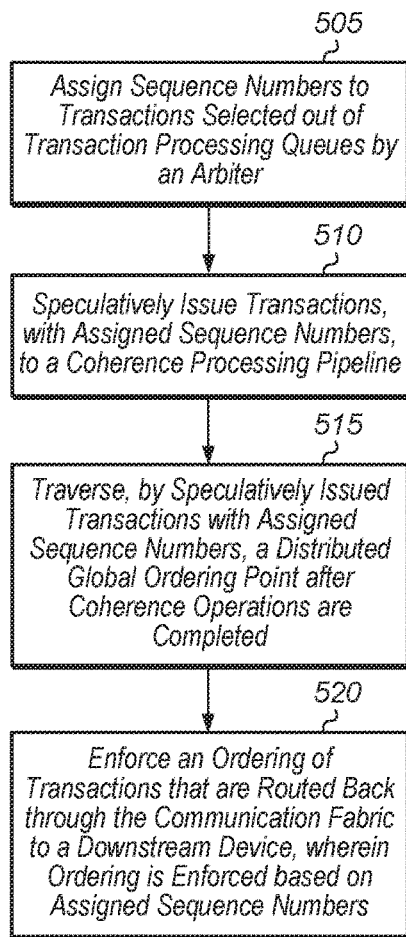 505
Assign Sequence Numbers to
Transactions Selected out of
Transaction Processing Queues by
an Arbiter
510
Speculatively Issue Transactions,
with Assigned Sequence Numbers,
to a Coherence Processing Pipeline
515
Traverse, by Speculatively Issued
Transactions with Assigned
Sequence Numbers, a Distributed
Global Ordering Point after
Coherence Operations are
Completed
520
Enforce an Ordering of
Transactions that are Routed Back
through the Communication Fabric
to a Downstream Device, wherein
Ordering is Enforced based on
Assigned Sequence Numbers